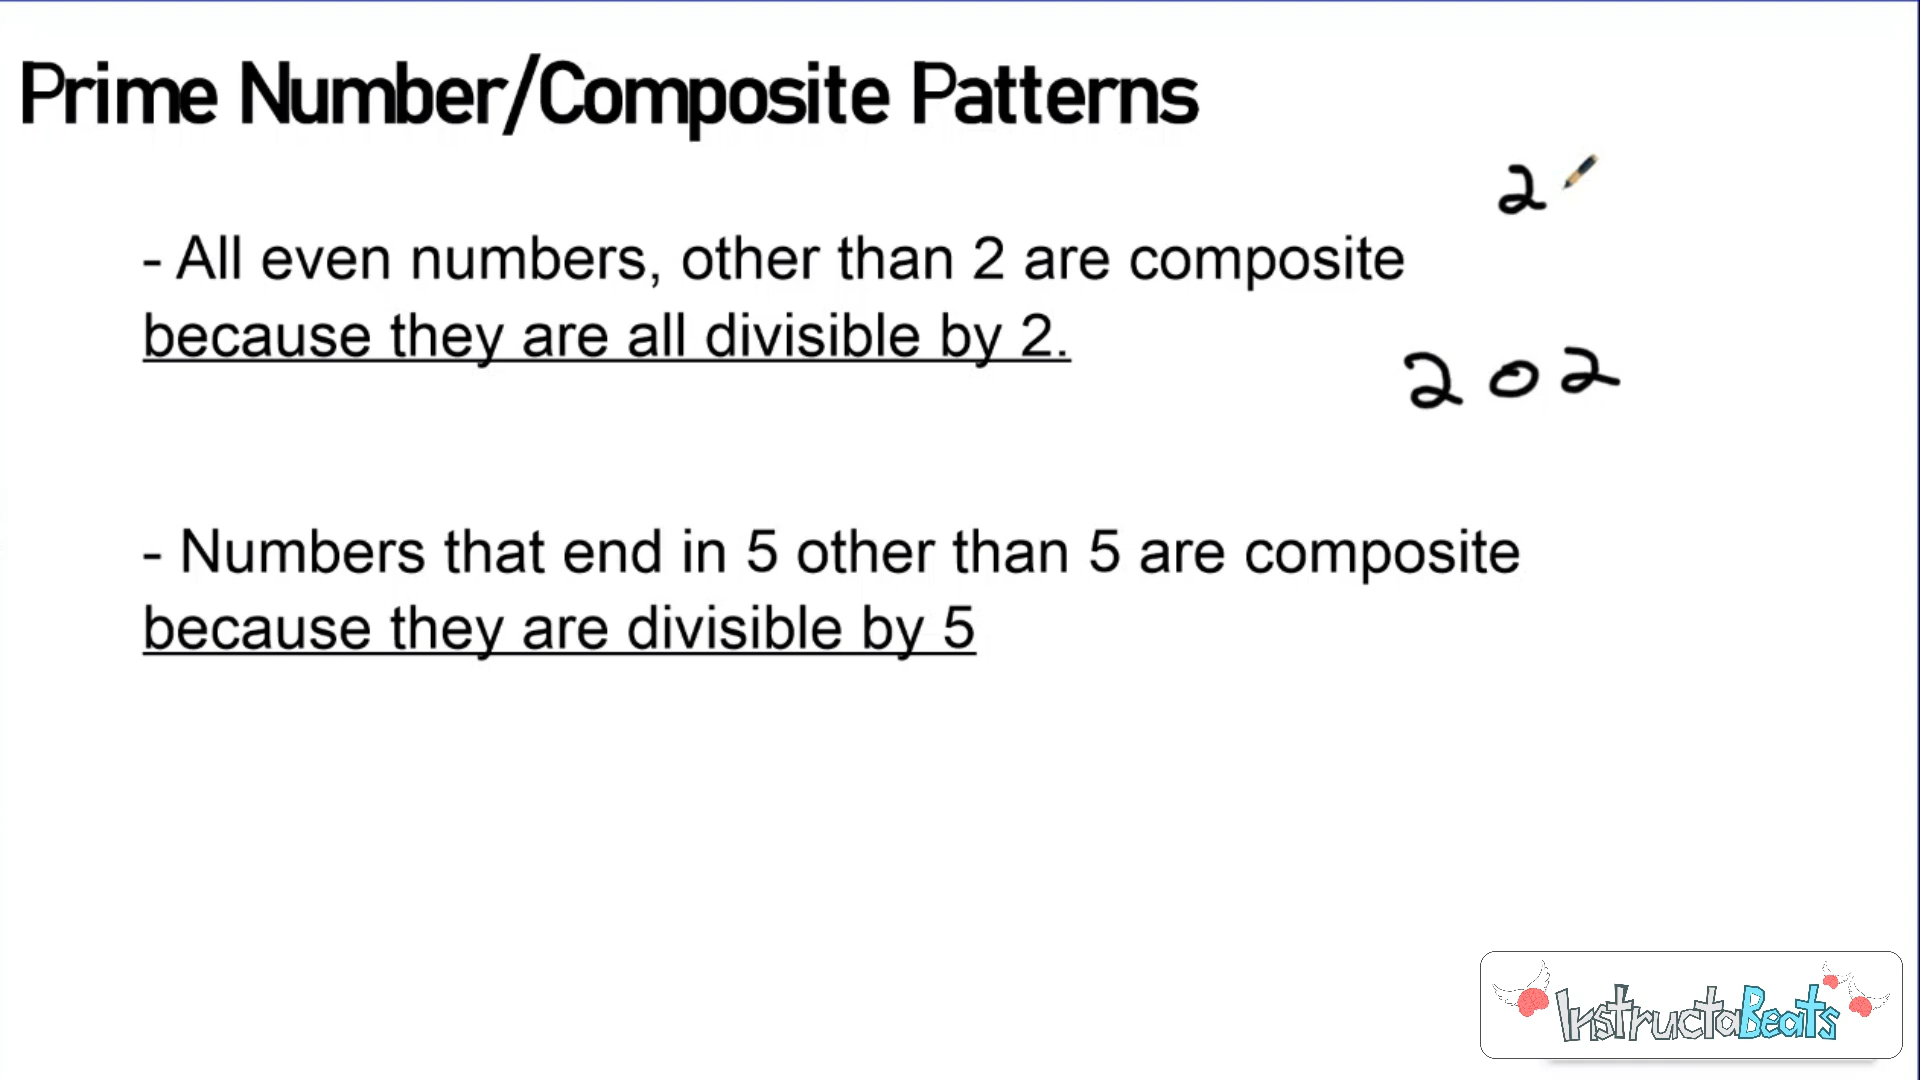 Prime Number/Composite Patterns
2
- All even numbers, other than 2 are composite
because they are all divisible by 2.
202
- Numbers that end in 5 other than 5 are composite
because they are divisible by 5
InstructaBeats